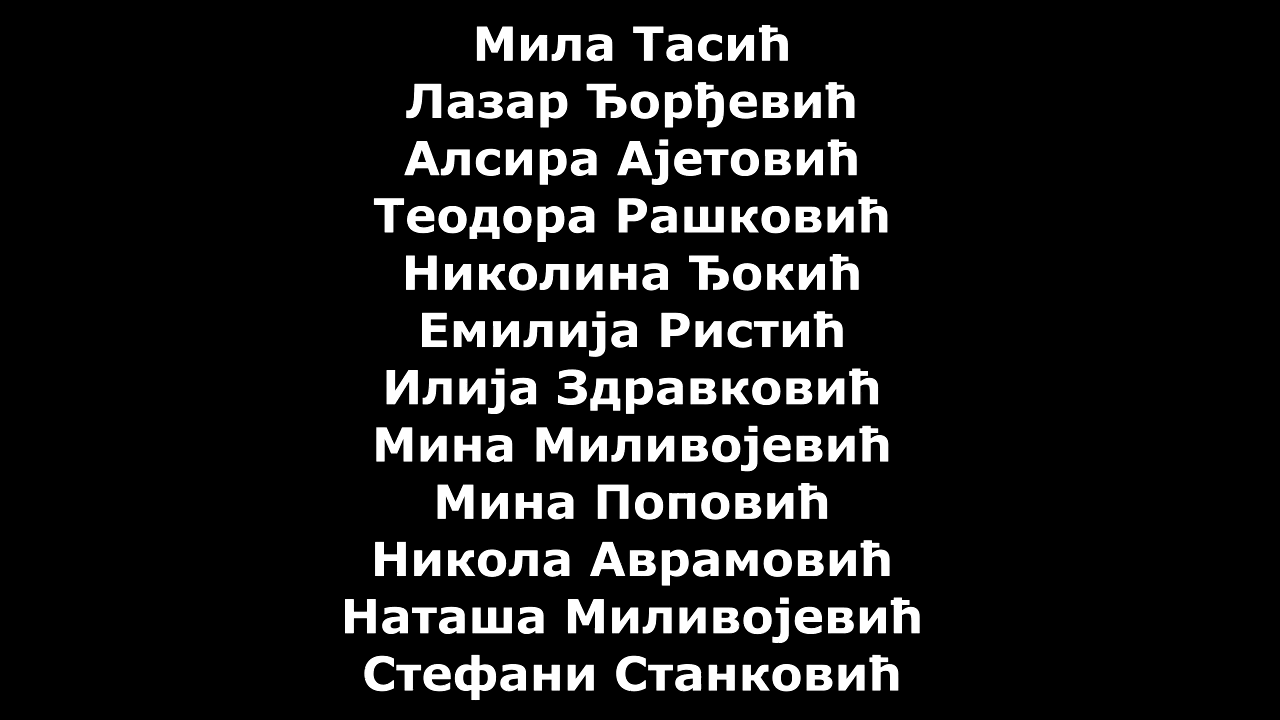 Мила Тасић
Лазар Ђорђевић
Алсира Ајетовић
Теодора Рашковић
Николина Ђокић
Емилија Ристић
Илија Здравковић
Мина Миливојевић
Мина Поповић
Никола Аврамовић
Наташа Миливојевић
Стефани Станковић